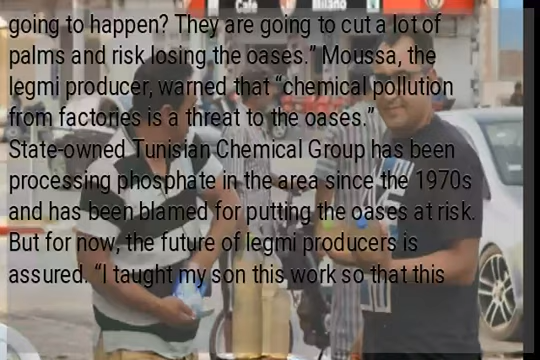 Cafe
Milano
going to happen? They are going to cut a lot of
palms and risk losing the oases.” Moussa, the
legmi producer, warned that “chemical pollution
from factories is a threat to the oases.”
State-owned Tunisian Chemical Group has been
processing phosphate in the area since the 1970s
and has been blamed for putting the oases at risk.
But for now, the future of legmi producers is
assured. “I taught my son this work so that this